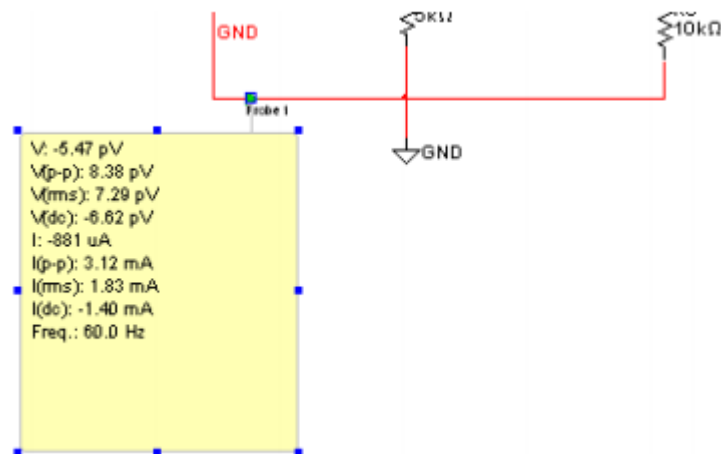 GND
5kΩ
10kΩ
Probe 1
GND
V: -5.47 pV
V(p-p): 8.38 pV
V(rms): 7.29 pV
V(dc): -6.62 pV
I: -881 uA
I(p-p): 3.12 mA
I(rms): 1.83 mA
I(dc): -1.40 mA
Freq.: 60.0 Hz